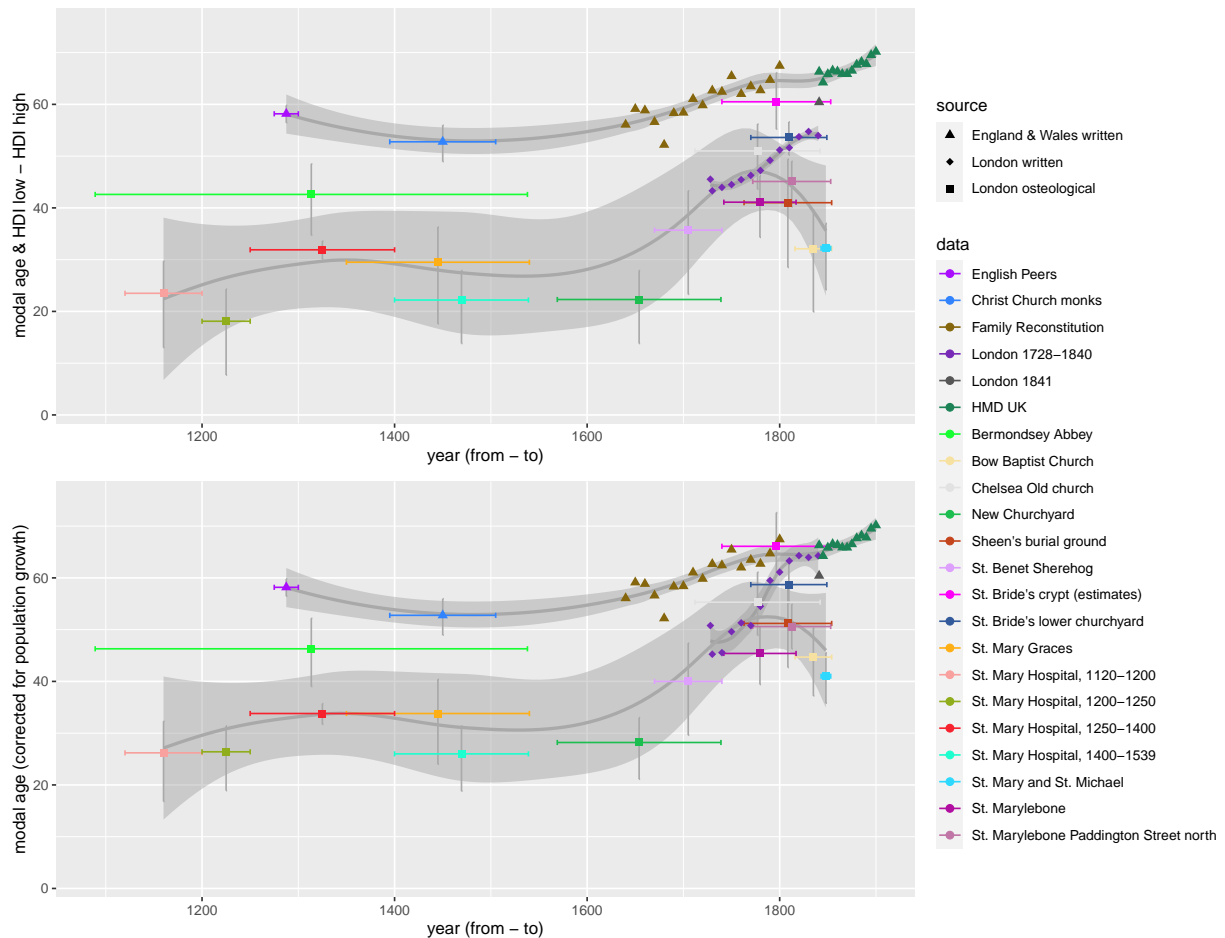 modal age & HDI low − HDI high
60
40
20
0
1200
1400
1600
1800
year (from − to)
modal age (corrected for population growth)
60
40
20
0
1200
1400
1600
1800
year (from − to)
source
England & Wales written
London written
London osteological
data
English Peers
Christ Church monks
Family Reconstitution
London 1728−1840
London 1841
HMD UK
Bermondsey Abbey
Bow Baptist Church
Chelsea Old church
New Churchyard
Sheen's burial ground
St. Benet Sherehog
St. Bride's crypt (estimates)
St. Bride's lower churchyard
St. Mary Graces
St. Mary Hospital, 1120−1200
St. Mary Hospital, 1200−1250
St. Mary Hospital, 1250−1400
St. Mary Hospital, 1400−1539
St. Mary and St. Michael
St. Marylebone
St. Marylebone Paddington Street north